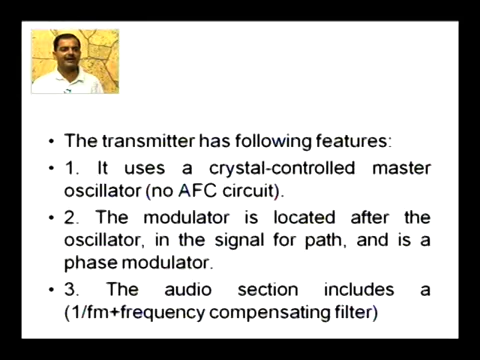 • The transmitter has following features:
• 1. It uses a crystal-controlled master
oscillator (no AFC circuit).
• 2. The modulator is located after the
oscillator, in the signal for path, and is a
phase modulator.
• 3. The audio section includes a
(1/fm+frequency compensating filter)